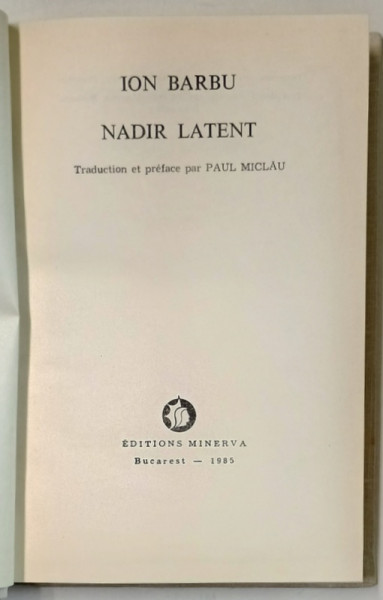 ION BARBU
NADIR LATENT
Traduction et préface par PAUL MICLĂU
ÉDITIONS MINERVA
Bucarest — 1985